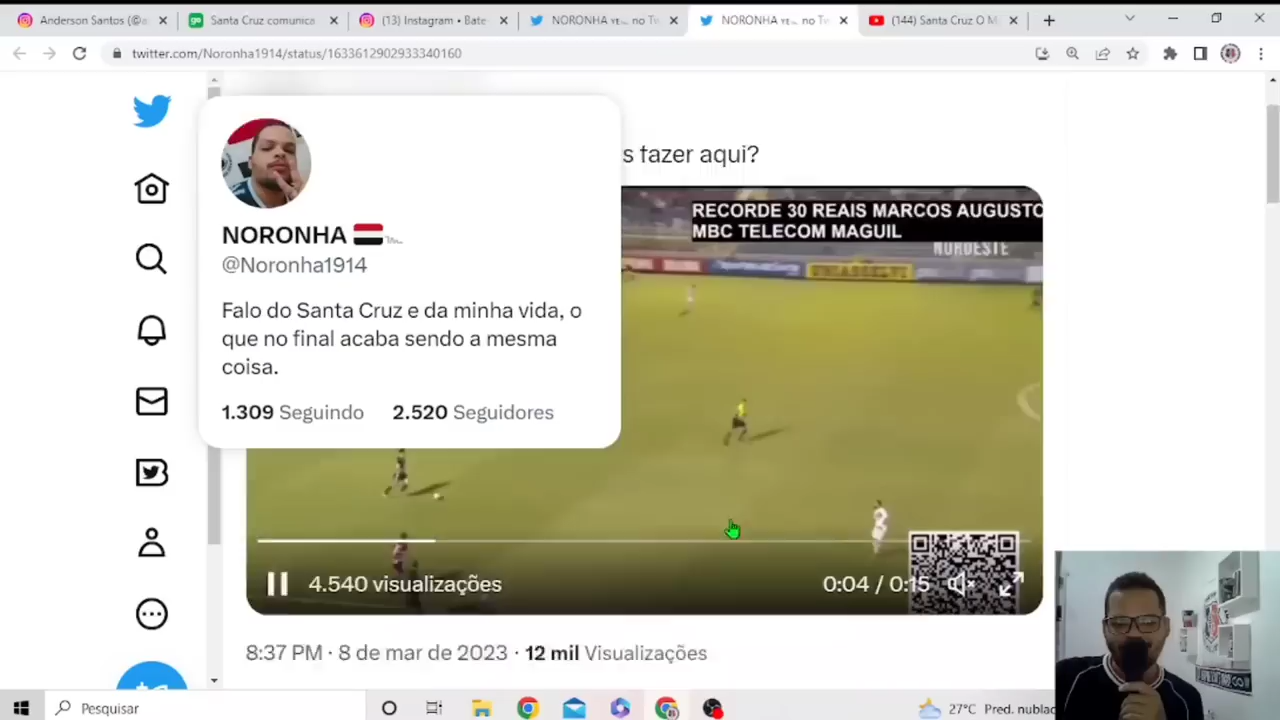 Anderson Santos (@a
Santa Cruz comunica
(13) Instagram • Bate-
NORONHA no Tw
NORONHA no Tw
(144) Santa Cruz O M
twitter.com/Noronha1914/status/1633612902933340160
s fazer aqui?
NORONHA
@Noronha1914
Falo do Santa Cruz e da minha vida, o
que no final acaba sendo a mesma
coisa.
1.309 Seguindo 2.520 Seguidores
RECORDE 30 REAIS MARCOS AUGUSTO
MBC TELECOM MAGUIL
NORDESTE
4.540 visualizações
0:04 / 0:15
8:37 PM · 8 de mar de 2023 · 12 mil Visualizações
Pesquisar
27°C Pred. nublac